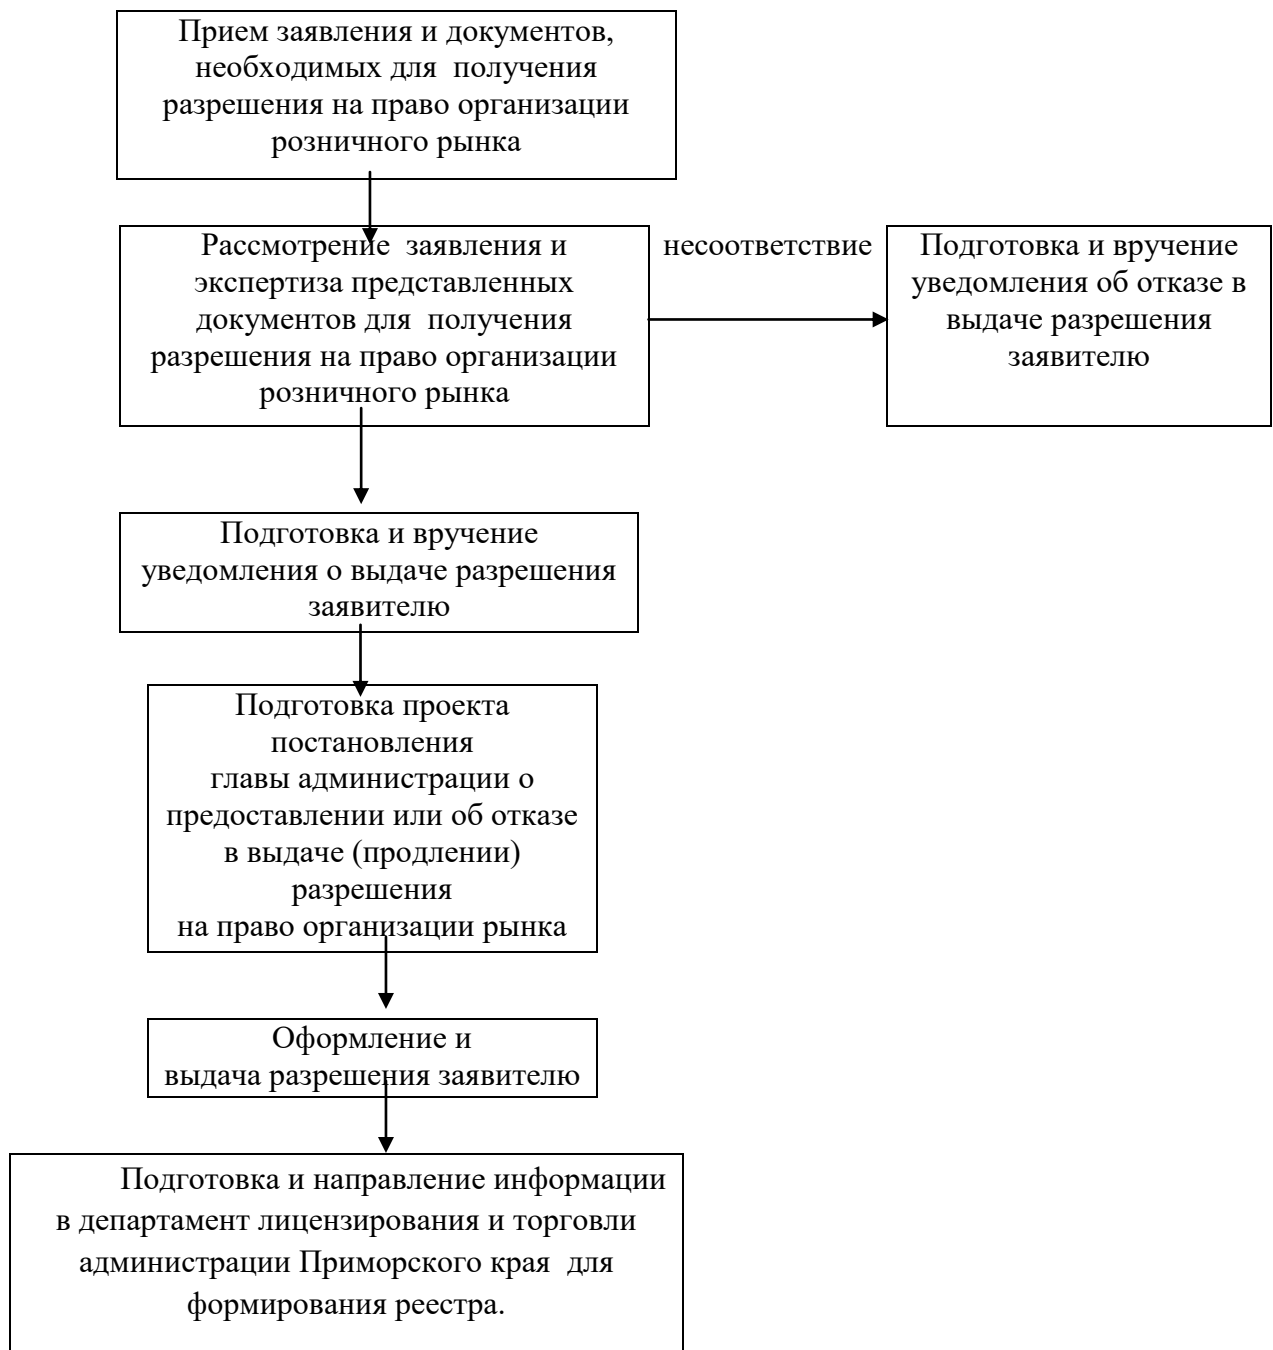 Прием заявления и документов,
необходимых для получения
разрешения на право организации
розничного рынка
Рассмотрение заявления и
экспертиза представленных
документов для получения
разрешения на право организации
розничного рынка
несоответствие
Подготовка и вручение
уведомления об отказе в
выдаче разрешения
заявителю
Подготовка и вручение
уведомления о выдаче разрешения
заявителю
Подготовка проекта
постановления
главы администрации о
предоставлении или об отказе
в выдаче (продлении)
разрешения
на право организации рынка
Оформление и
выдача разрешения заявителю
Подготовка и направление информации
в департамент лицензирования и торговли
администрации Приморского края для
формирования реестра.